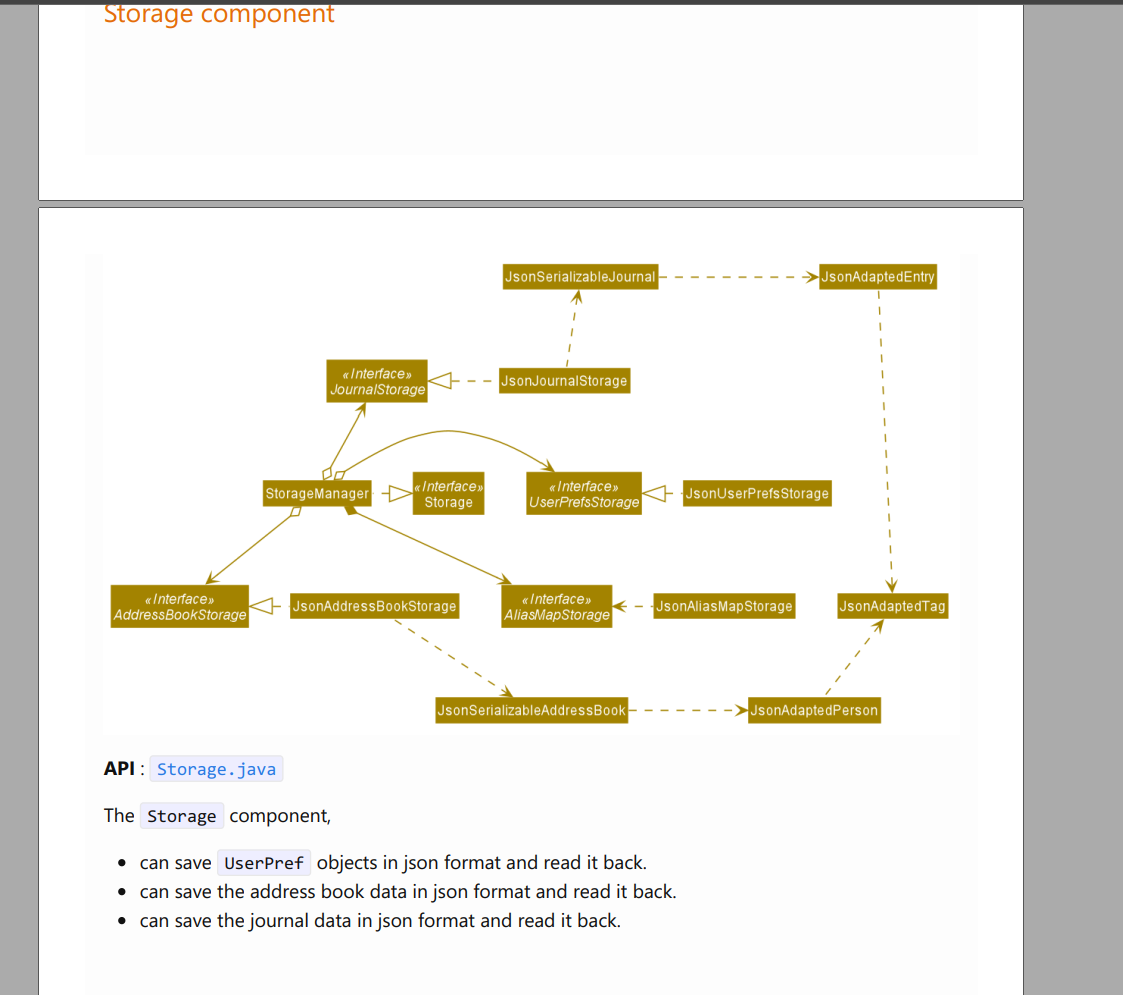 Storage component
JsonSerializableJournal
JsonAdaptedEntry
«Interface»
JournalStorage
JsonJournalStorage
StorageManager
«Interface»
Storage
«Interface»
UserPrefsStorage
JsonUserPrefsStorage
«Interface»
AddressBookStorage
JsonAddressBookStorage
«Interface»
AliasMapStorage
JsonAliasMapStorage
JsonAdaptedTag
JsonSerializableAddressBook
JsonAdaptedPerson
API : Storage.java
The Storage component,
• can save UserPref objects in json format and read it back.
• can save the address book data in json format and read it back.
• can save the journal data in json format and read it back.